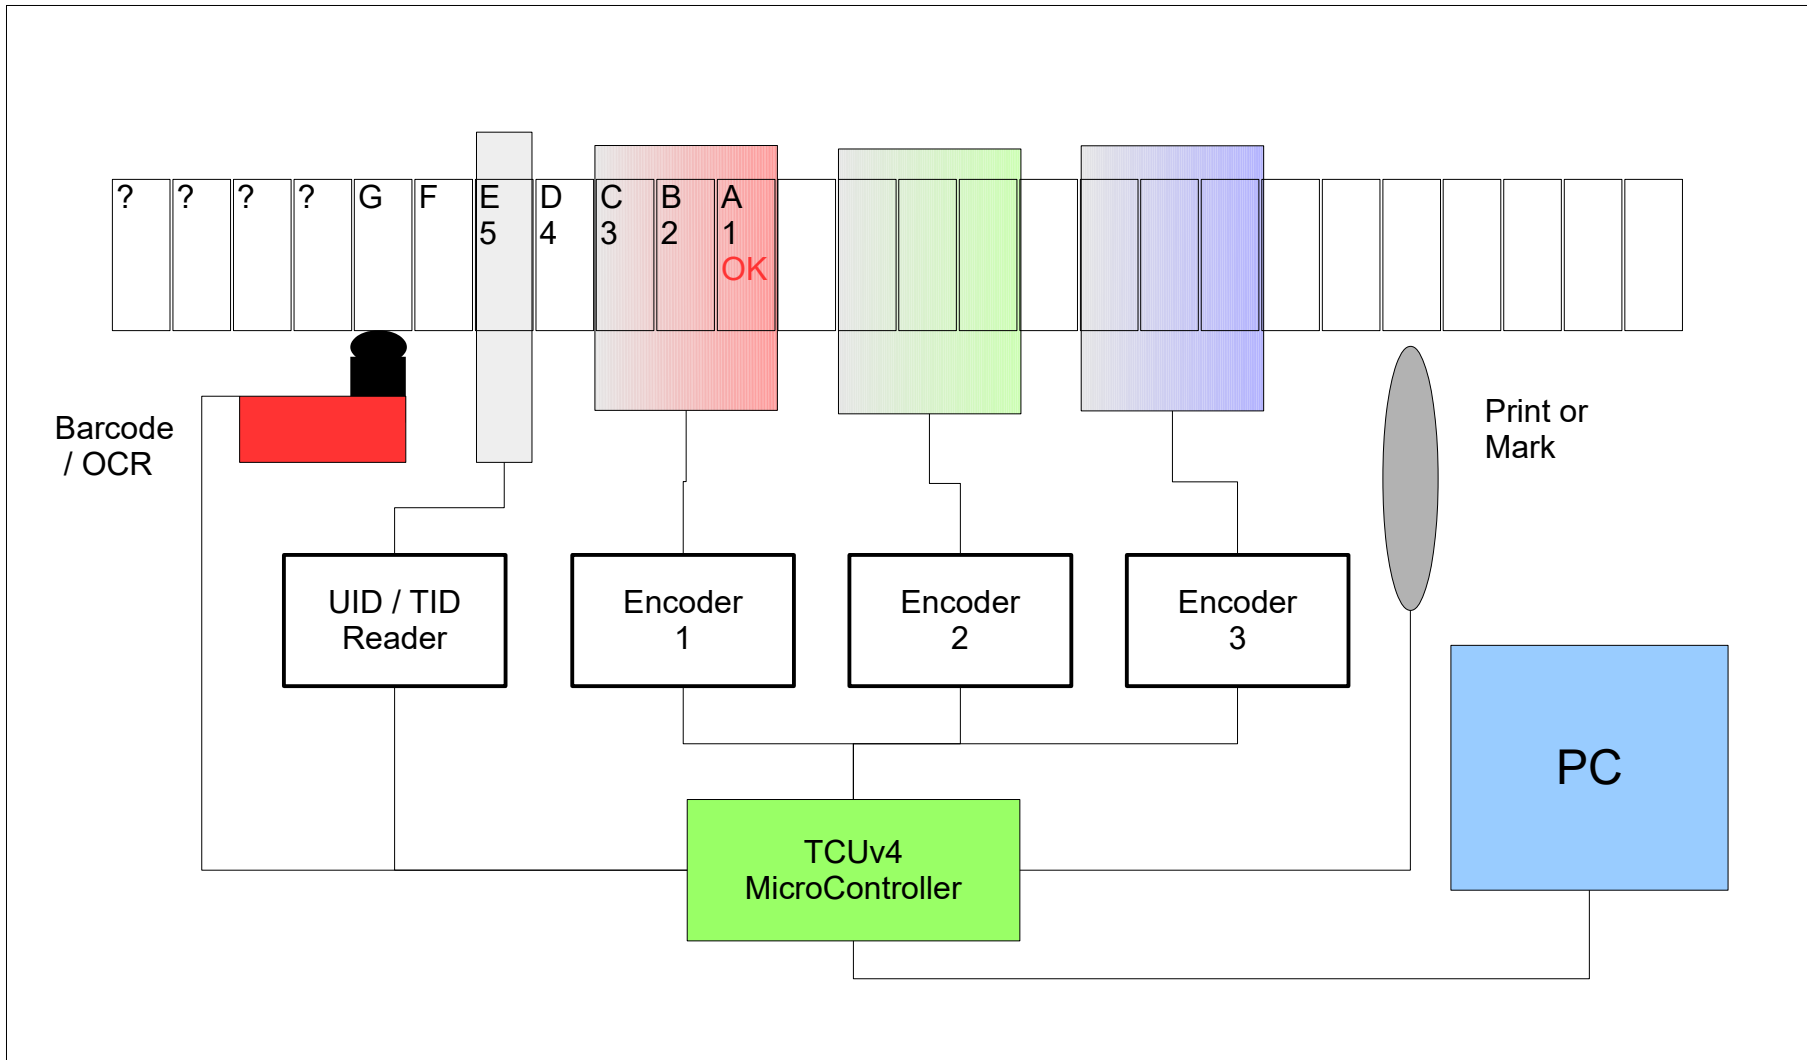 ? ? ? ? G F E D C B A
5 4 3 2 1
OK
Barcode
/ OCR
Print or
Mark
UID / TID
Reader
Encoder
1
Encoder
2
Encoder
3
PC
TCUv4
MicroController